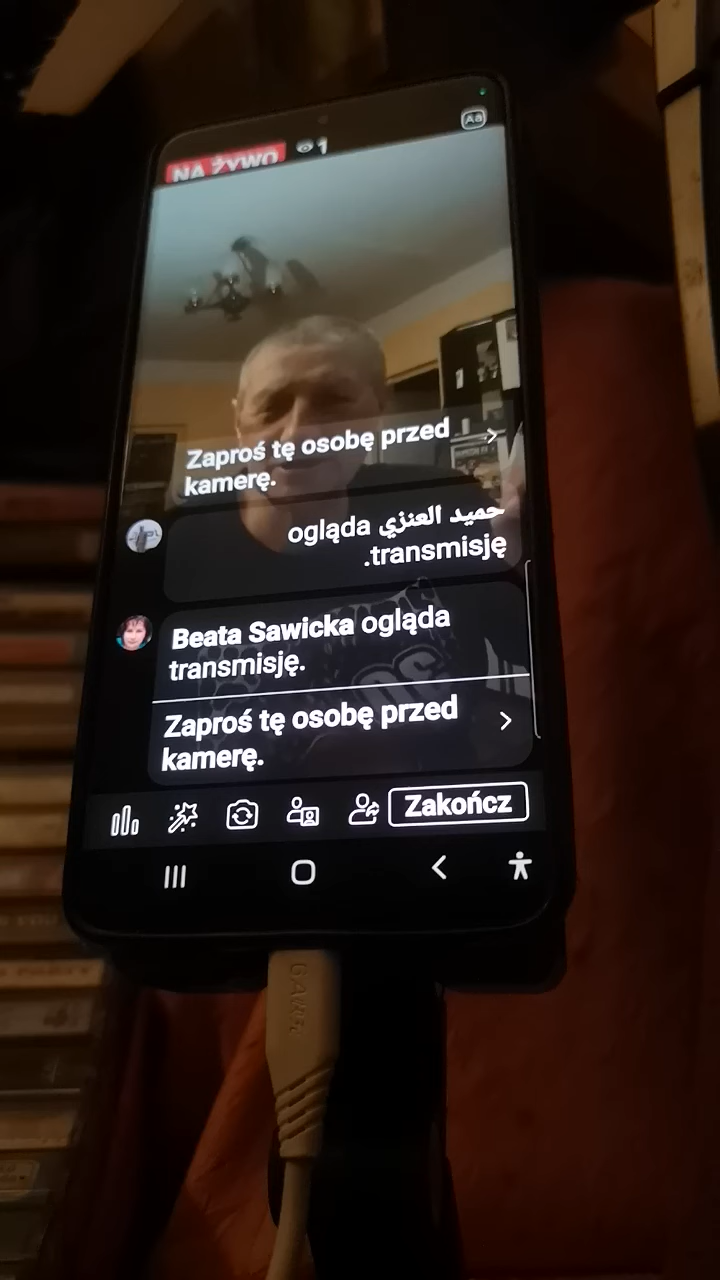 NA ŻYWO 1
Aa
Zaproś tę osobę przed
kamerę.
حميد العنزي ogląda
transmisję.
Beata Sawicka ogląda
transmisję.
Zaproś tę osobę przed
kamerę.
Zakończ